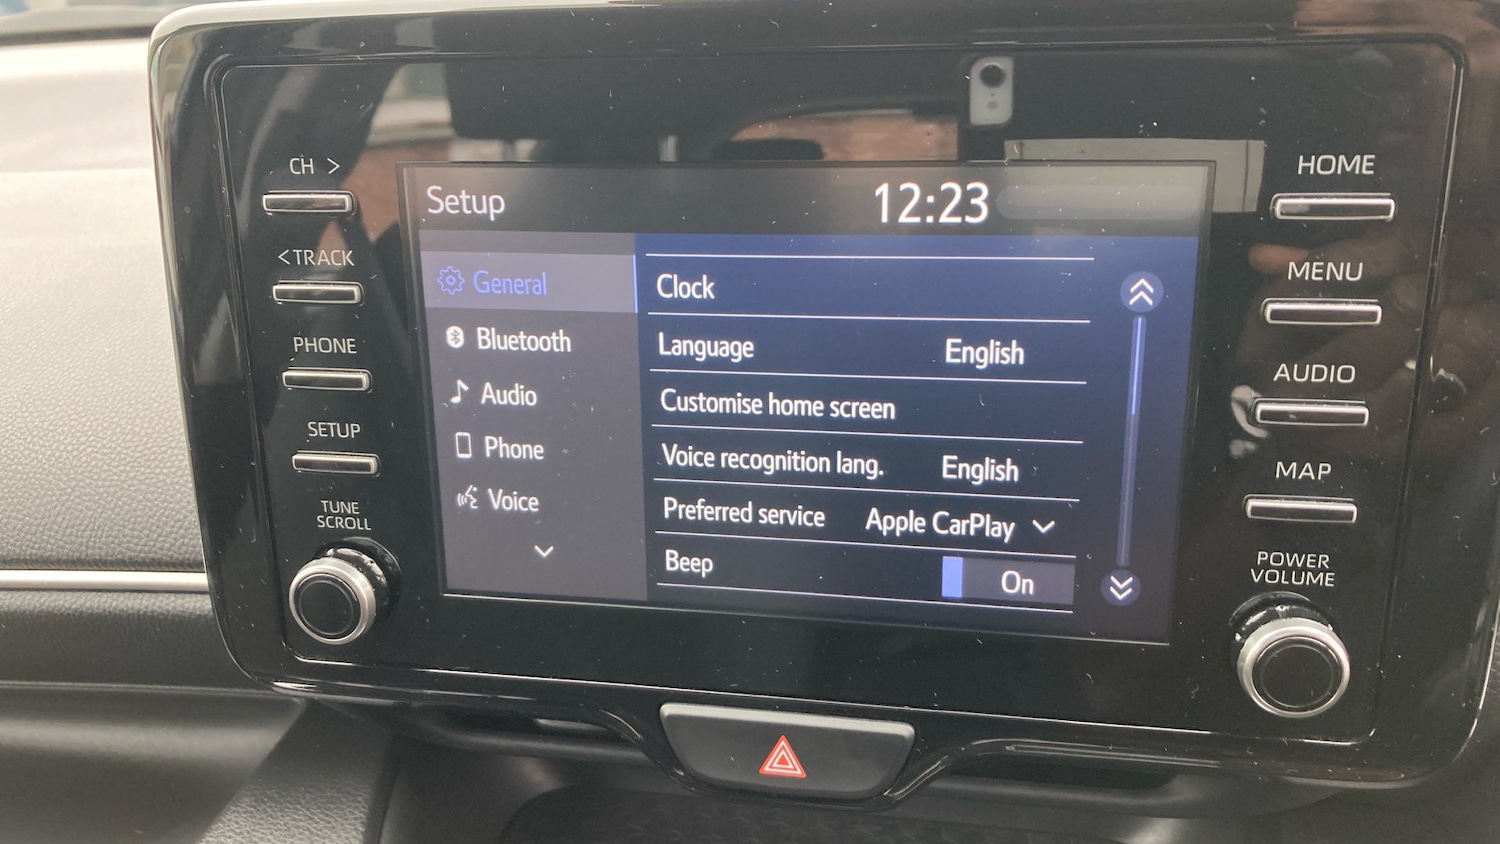 CH >
<TRACK
PHONE
SETUP
TUNE
SCROLL
Setup
12:23
General
Bluetooth
Audio
Phone
Voice
Clock
Language English
Customise home screen
Voice recognition lang. English
Preferred service Apple CarPlay
Beep On
HOME
MENU
AUDIO
MAP
POWER
VOLUME